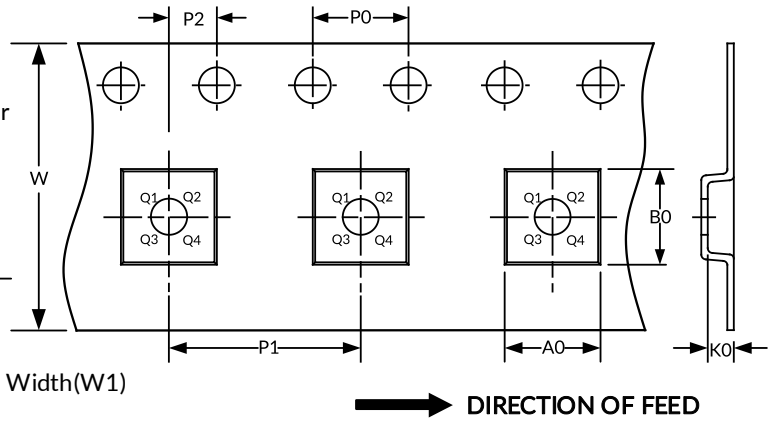 P2
P0
r
W
Q1 Q2
Q3 Q4
Q1 Q2
Q3 Q4
Q1 Q2
Q3 Q4
B0
P1
A0
K0
Width(W1)
DIRECTION OF FEED